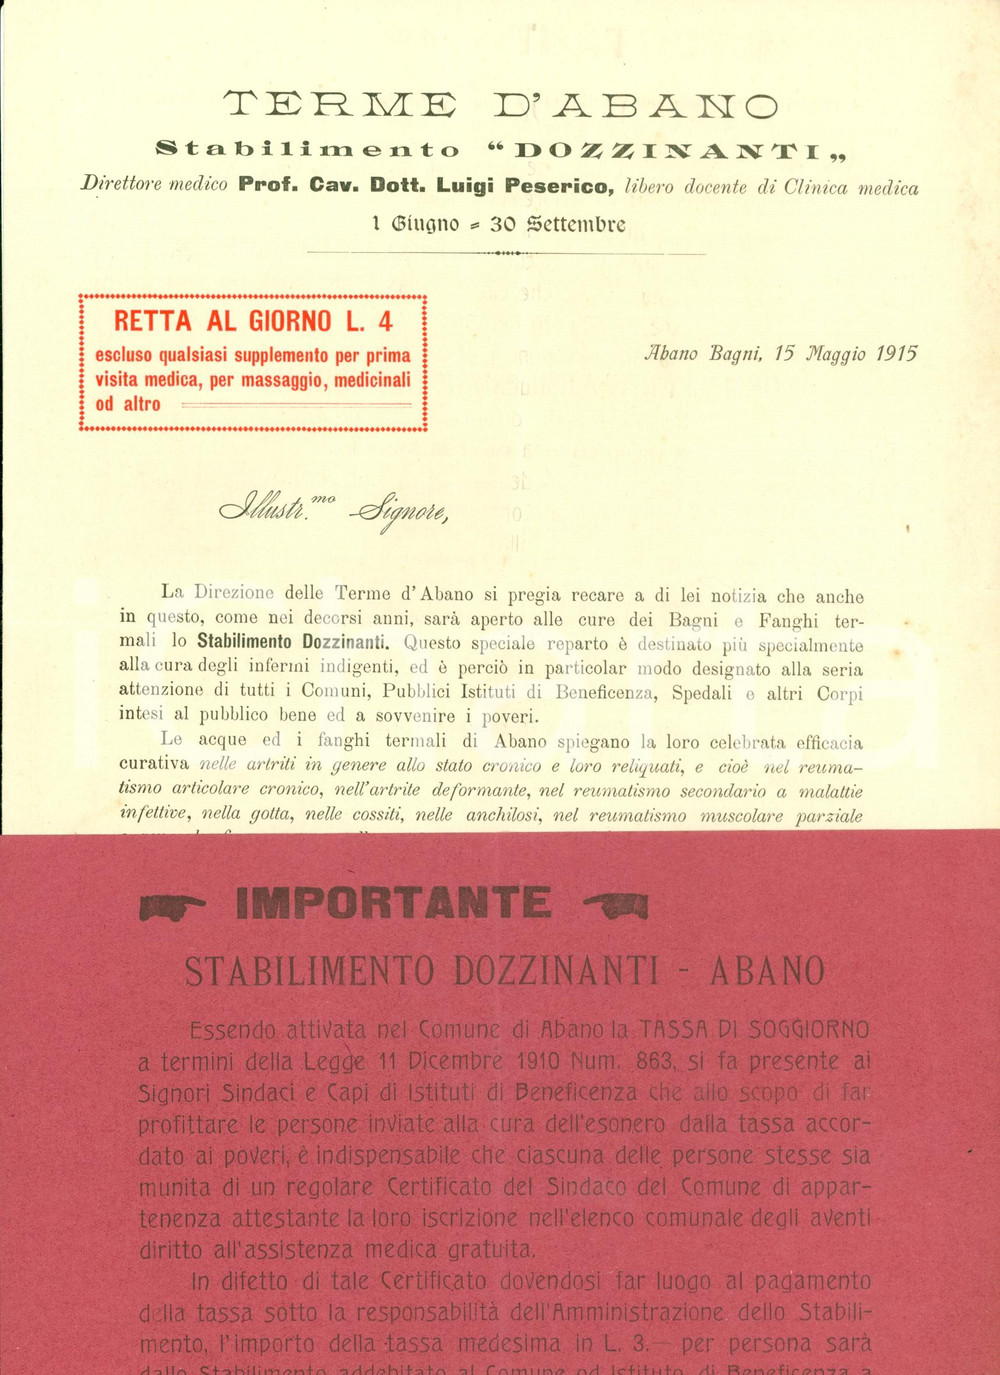 TERME D'ABANO
Stabilimento “ DOZZINANTI „
Direttore medico Prof. Cav. Dott. Luigi Peserico, libero docente di Clinica medica
1 Giugno = 30 Settembre
RETTA AL GIORNO L. 4
escluso qualsiasi supplemento per prima
visita medica, per massaggio, medicinali
od altro
Abano Bagni, 15 Maggio 1915
Illustr.mo Signore,
La Direzione delle Terme d'Abano si pregia recare a di lei notizia che anche
in questo, come nei decorsi anni, sarà aperto alle cure dei Bagni e Fanghi ter-
mali lo Stabilimento Dozzinanti. Questo speciale reparto è destinato più specialmente
alla cura degli infermi indigenti, ed è perciò in particolar modo designato alla seria
attenzione di tutti i Comuni, Pubblici Istituti di Beneficenza, Spedali e altri Corpi
intesi al pubblico bene ed a sovvenire i poveri.
Le acque ed i fanghi termali di Abano spiegano la loro celebrata efficacia
curativa nelle artriti in genere allo stato cronico e loro reliquati, e cioè nel reuma-
tismo articolare cronico, nell'artrite deformante, nel reumatismo secondario a malattie
infettive, nella gotta, nelle cossiti, nelle anchilosi, nel reumatismo muscolare parziale
IMPORTANTE
STABILIMENTO DOZZINANTI - ABANO
Essendo attivata nel Comune di Abano la TASSA DI SOGGIORNO
a termini della Legge 11 Dicembre 1910 Num. 863, si fa presente ai
Signori Sindaci e Capi di Istituti di Beneficenza che allo scopo di far
profittare le persone inviate alla cura dell'esonero dalla tassa accor-
dato ai poveri, è indispensabile che ciascuna delle persone stesse sia
munita di un regolare Certificato del Sindaco del Comune di appar-
tenenza attestante la loro iscrizione nell'elenco comunale degli aventi
diritto all'assistenza medica gratuita.
In difetto di tale Certificato dovendosi far luogo al pagamento
della tassa sotto la responsabilità dell'Amministrazione dello Stabili-
mento, l'importo della tassa medesima in L. 3.— per persona sarà
dallo Stabilimento addebitato al Comune od Istituto di Beneficenza a